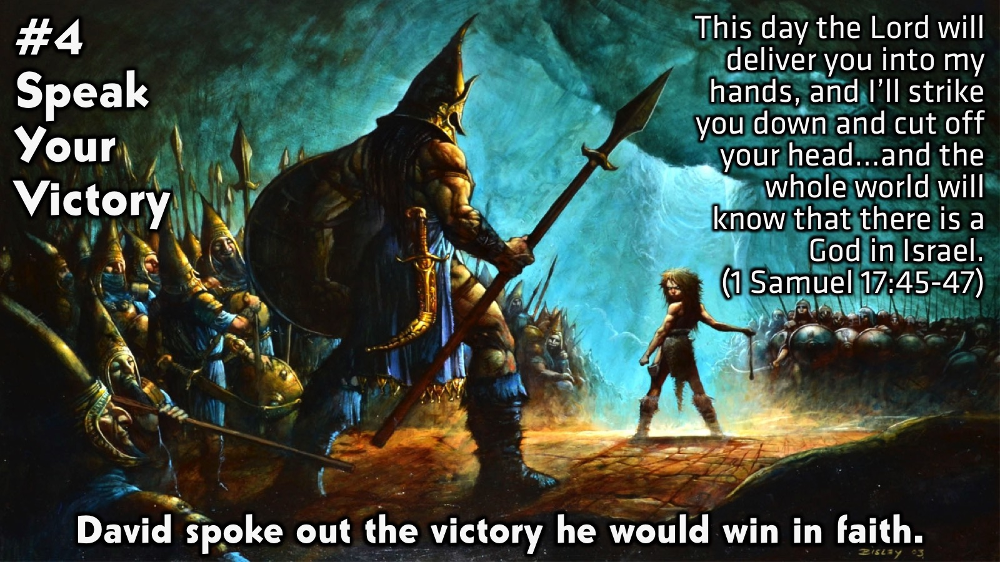 #4
Speak
Your
Victory
This day the Lord will
deliver you into my
hands, and I’ll strike
you down and cut off
your head...and the
whole world will
know that there is a
God in Israel.
(1 Samuel 17:45-47)
David spoke out the victory he would win in faith.
BISLEY 03